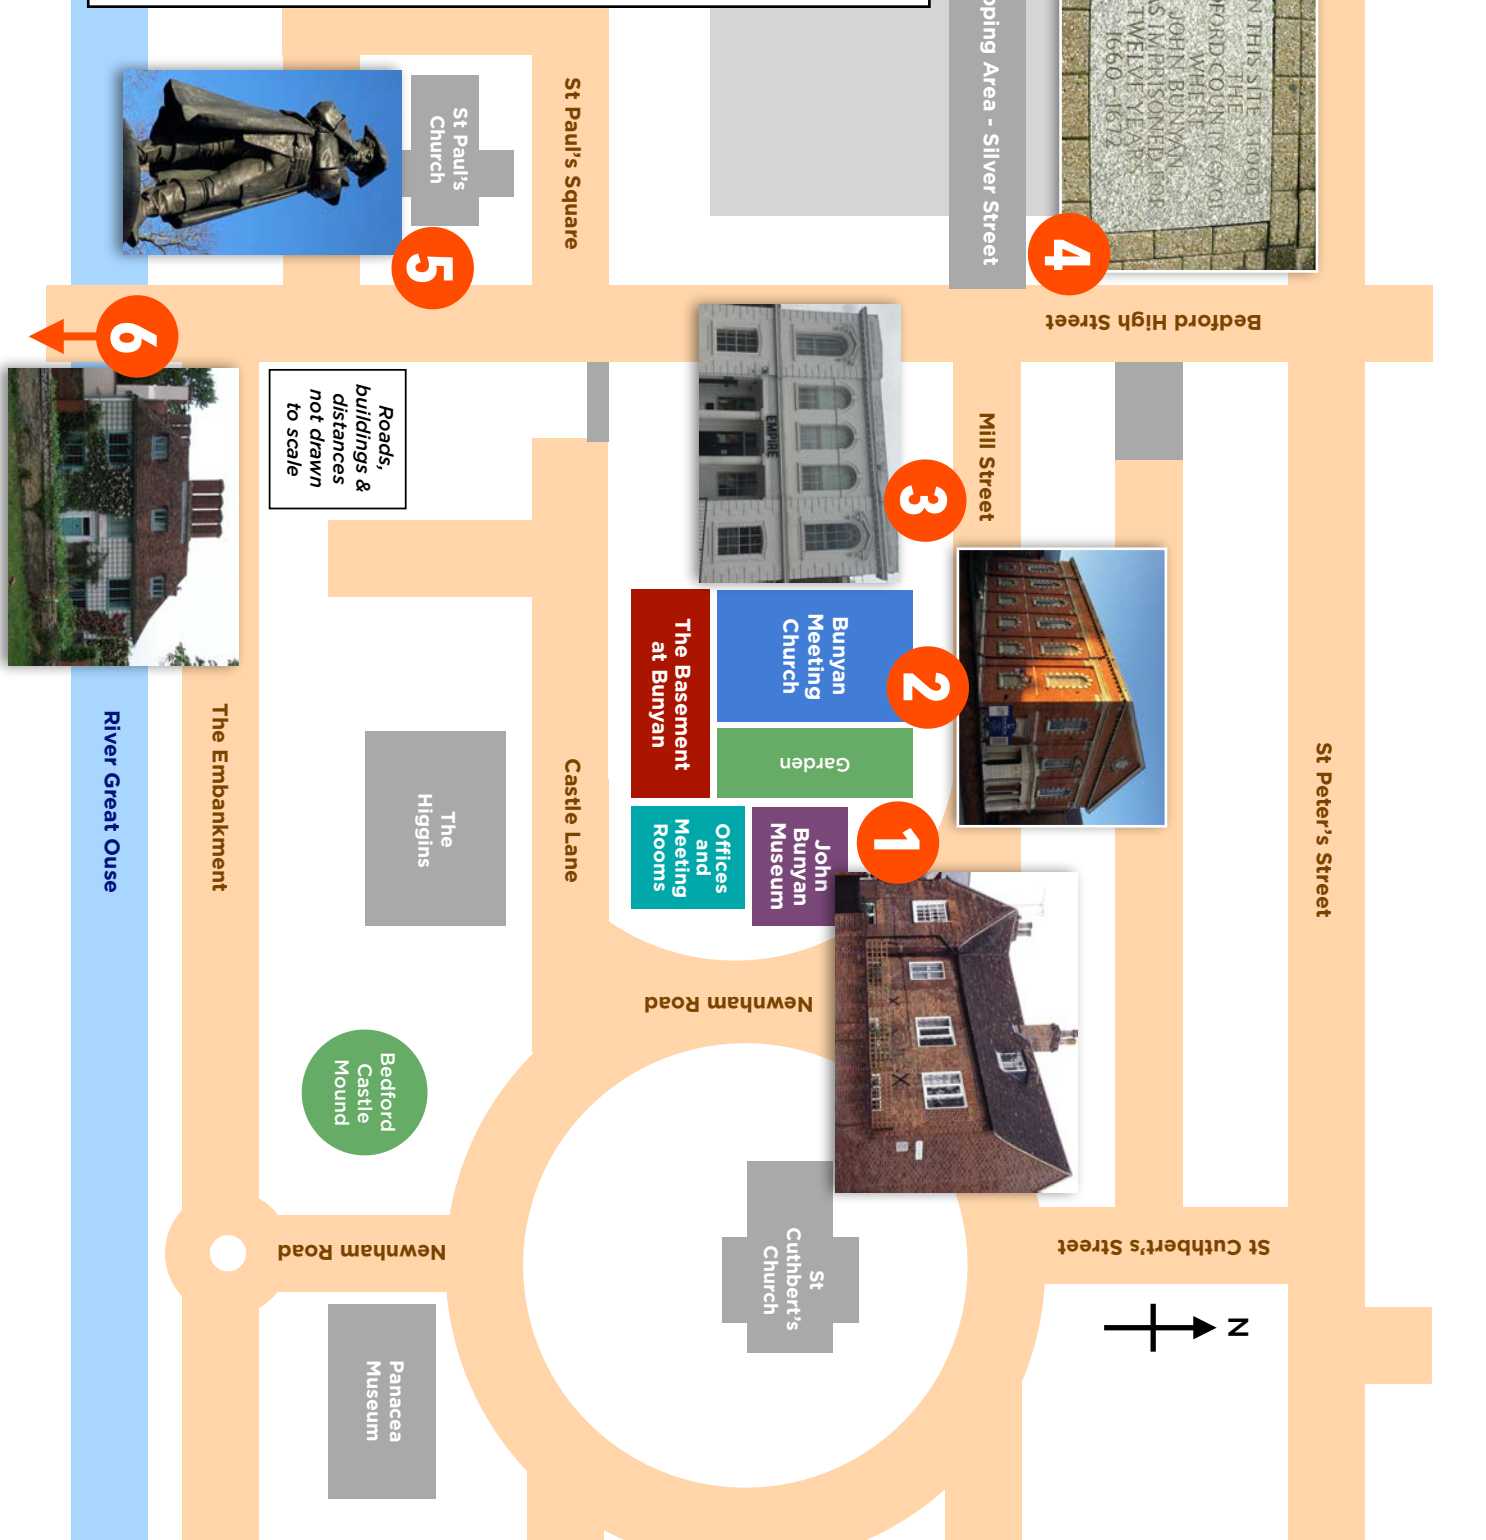 N THIS SITE STOOD
THE
FORD COUNTY GAOL
WHERE
JOHN BUNYAN
AS IMPRISONED FOR
TWELVE YEARS
1660 - 1672
4
pping Area - Silver Street
Bedford High Street
St Paul's Square
St Paul's
Church
5
6
Roads,
buildings &
distances
not drawn
to scale
EMPIRE
3
Mill Street
2
Bunyan
Meeting
Church
The Basement
at Bunyan
Garden
1
John
Bunyan
Museum
Offices
and
Meeting
Rooms
St Peter's Street
Castle Lane
The
Higgins
The Embankment
River Great Ouse
Newnham Road
Bedford
Castle
Mound
St
Cuthbert's
Church
St Cuthbert's Street
Newnham Road
N
Panacea
Museum